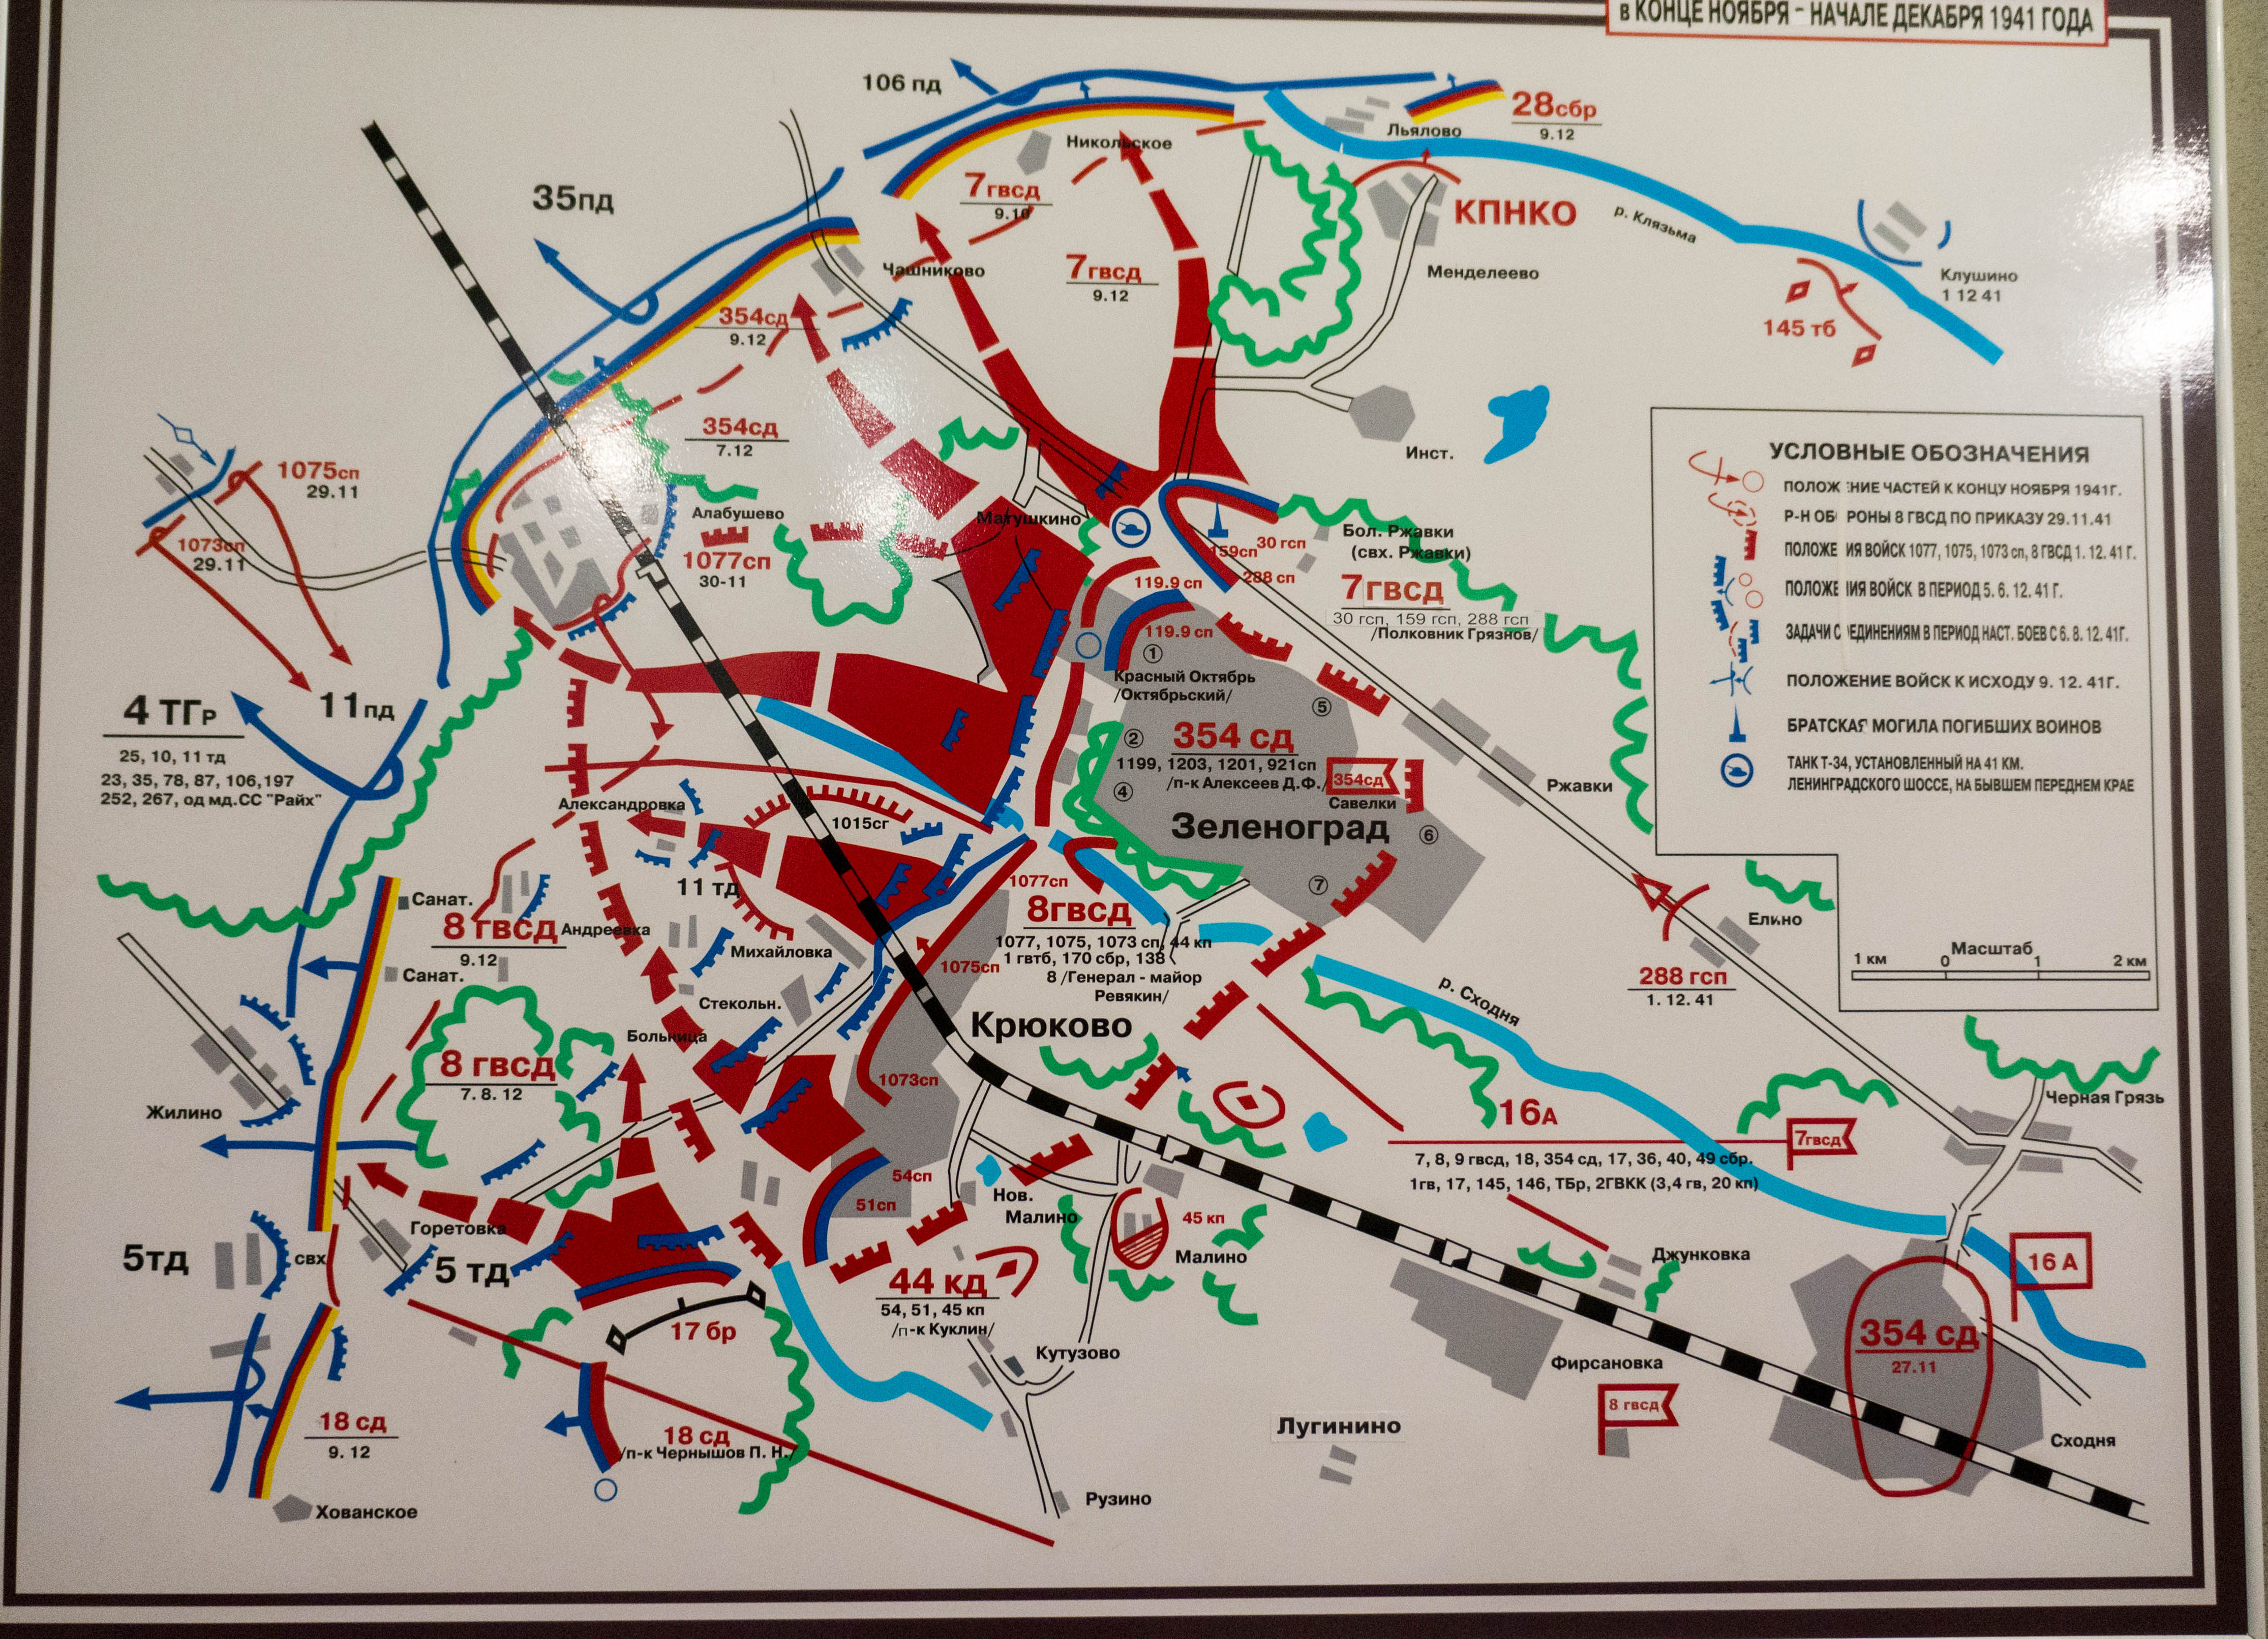 в КОНЦЕ НОЯБРЯ - НАЧАЛЕ ДЕКАБРЯ 1941 ГОДА
106 пд
28сбр
9.12
Льялово
Никольское
35пд
7гвсд
9.10
КПНКО
р. Клязьма
Чашниково
7гвсд
9.12
Менделеево
Клушино
1 12 41
145 тб
354сд
9.12
354сд
7.12
Инст.
1075сп
29.11
1073сп
29.11
Алабушево
1077сп
30-11
Матушкино
Бол. Ржавки
(свх. Ржавки)
159сп
30 гсп
288 сп
119.9 сп
7гвсд
30 гсп, 159 гсп, 288 гсп
/Полковник Грязнов/
119.9 сп
1
Красный Октябрь
/Октябрьский/
5
4 ТГр
25, 10, 11 тд
23, 35, 78, 87, 106,197
252, 267, од мд.СС "Райх"
11пд
2
354 сд
1199, 1203, 1201, 921сп
/п-к Алексеев Д.Ф./
354сд
Савелки
4
Ржавки
Зеленоград
6
7
Александровка
1015сг
11 тд
Санат.
8 гвсд
9.12
Андреевка
Санат.
Михайловка
Стекольн.
Больница
1077сп
8гвсд
1077, 1075, 1073 сп, 44 кп
1 гвтб, 170 сбр, 138
8 /Генерал - майор
Ревякин/
1075сп
Крюково
р. Сходня
Елино
288 гсп
1. 12. 41
8 гвсд
7. 8. 12
Жилино
1073сп
16А
7, 8, 9 гвсд, 18, 354 сд, 17, 36, 40, 49 сбр.
1гв, 17, 145, 146, ТБр, 2ГВКК (3,4 гв, 20 кп)
7гвсд
Черная Грязь
54сп
51сп
Нов.
Малино
45 кп
Малино
Горетовка
5тд
свх
5 тд
44 кд
54, 51, 45 кп
/п-к Куклин/
17 бр
Кутузово
Джунковка
16 А
354 сд
27.11
Фирсановка
8 гвсд
Лугинино
Сходня
18 сд
9. 12
18 сд
/п-к Чернышов П. Н./
Хованское
Рузино
УСЛОВНЫЕ ОБОЗНАЧЕНИЯ
ПОЛОЖЕНИЕ ЧАСТЕЙ К КОНЦУ НОЯБРЯ 1941Г.
Р-Н ОБОРОНЫ 8 ГВСД ПО ПРИКАЗУ 29.11.41
ПОЛОЖЕНИЯ ВОЙСК 1077, 1075, 1073 сп, 8 ГВСД 1. 12. 41 Г.
ПОЛОЖЕНИЯ ВОЙСК В ПЕРИОД 5. 6. 12. 41 Г.
ЗАДАЧИ СОЕДИНЕНИЯМ В ПЕРИОД НАСТ. БОЕВ С 6. 8. 12. 41Г.
ПОЛОЖЕНИЕ ВОЙСК К ИСХОДУ 9. 12. 41Г.
БРАТСКАЯ МОГИЛА ПОГИБШИХ ВОИНОВ
ТАНК Т-34, УСТАНОВЛЕННЫЙ НА 41 КМ.
ЛЕНИНГРАДСКОГО ШОССЕ, НА БЫВШЕМ ПЕРЕДНЕМ КРАЕ
Масштаб
1 км 0 1 2 км